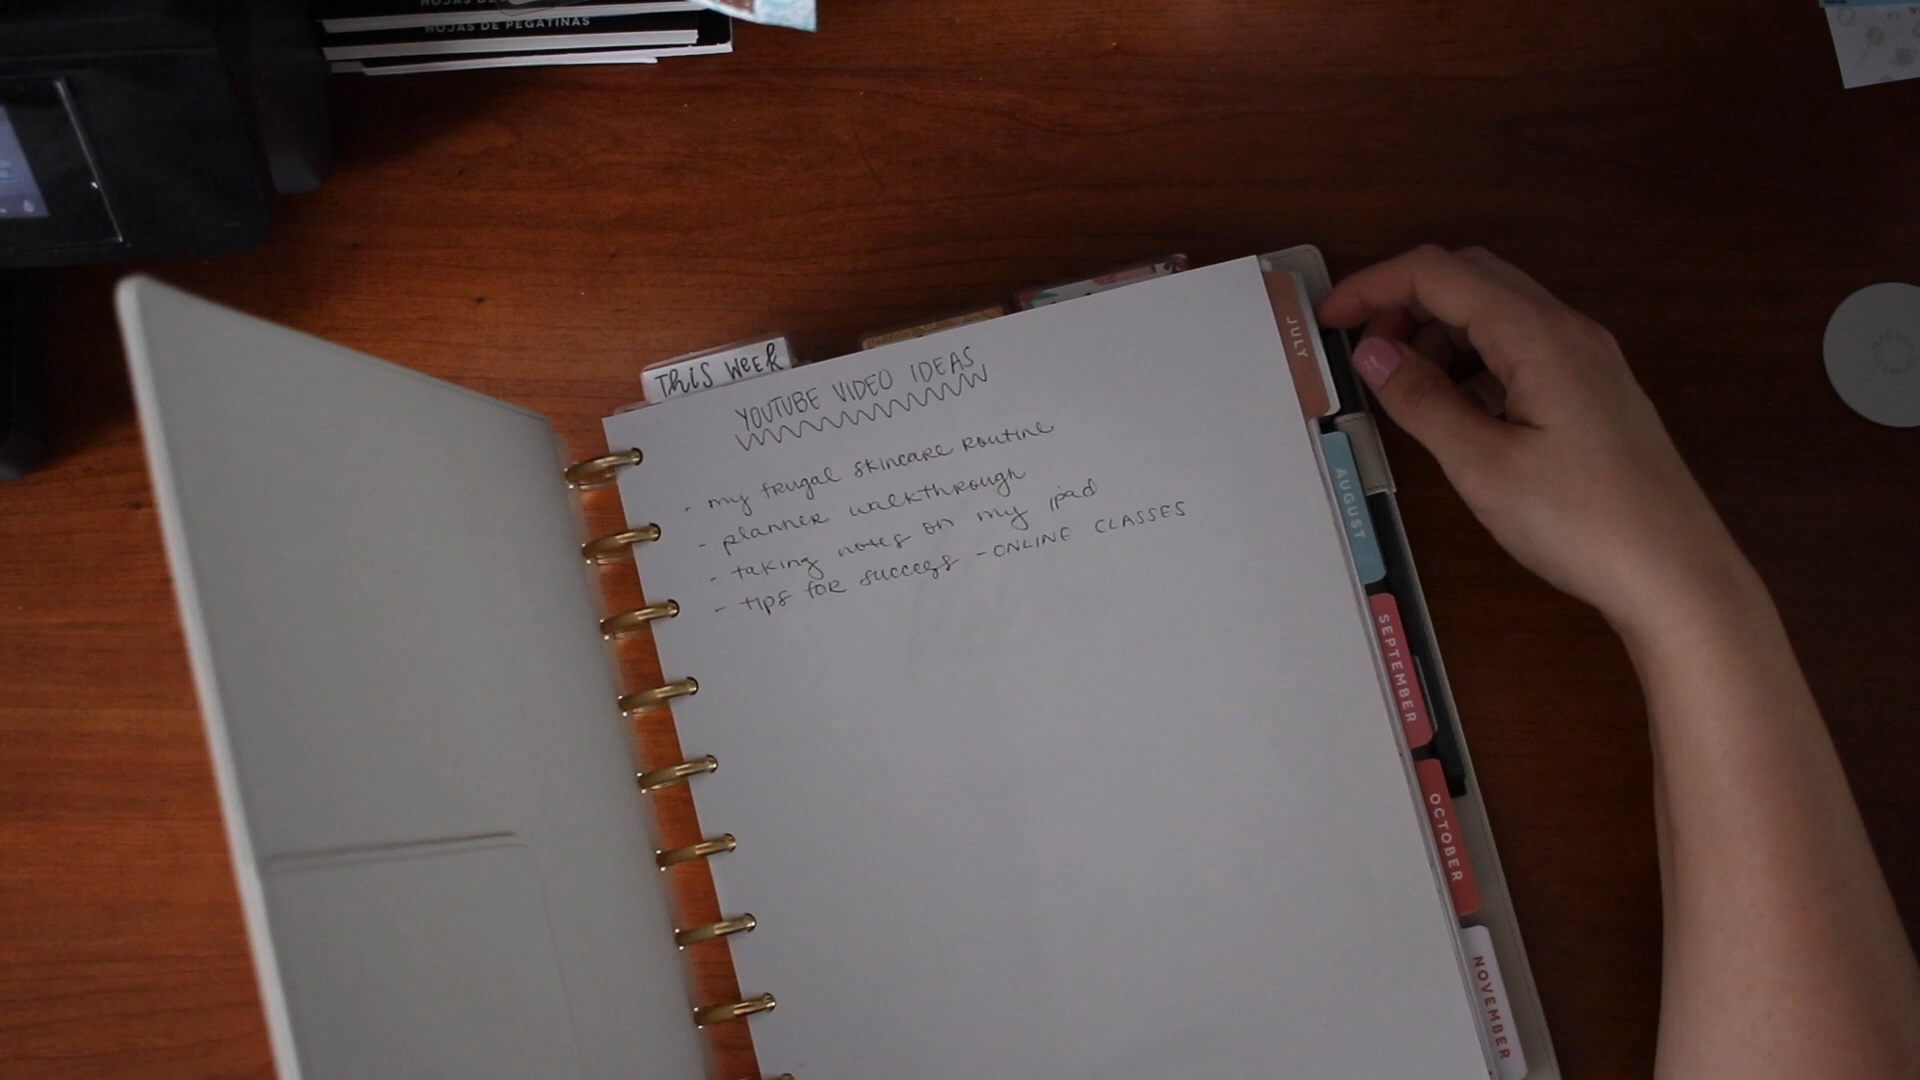 HOJAS DE PEGATINAS
THIS WEEK
YOUTUBE VIDEO IDEAS
- my frugal skincare routine
- planner walkthrough
- taking notes on my ipad
- tips for success - ONLINE CLASSES
JULY
AUGUST
SEPTEMBER
OCTOBER
NOVEMBER